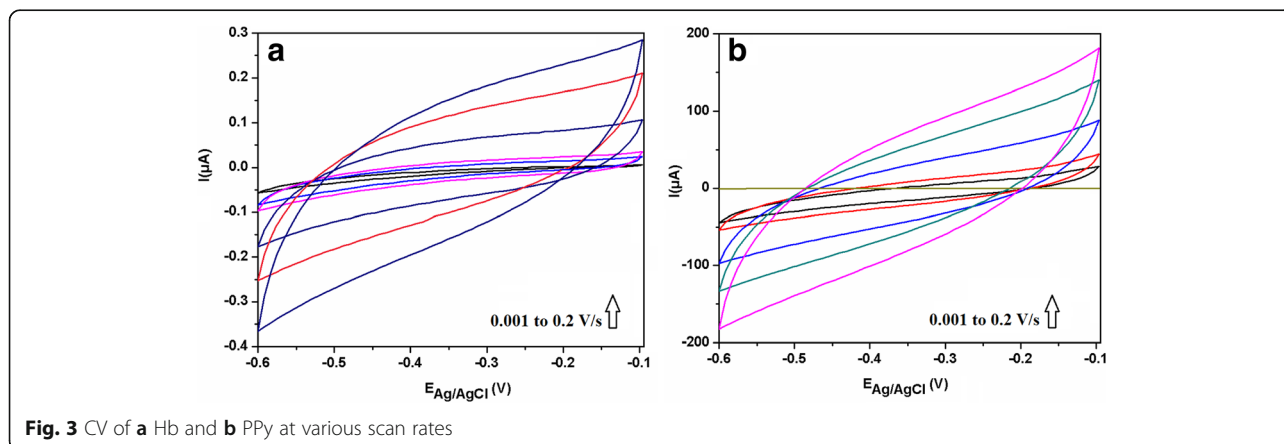 a
0.3
0.2
0.1
0.0
-0.1
-0.2
-0.3
-0.4
I(µA)
0.001 to 0.2 V/s
-0.6 -0.5 -0.4 -0.3 -0.2 -0.1
E Ag/AgCl (V)
b
200
100
0
-100
-200
I(µA)
0.001 to 0.2 V/s
-0.6 -0.5 -0.4 -0.3 -0.2 -0.1
E Ag/AgCl (V)
Fig. 3 CV of a Hb and b PPy at various scan rates